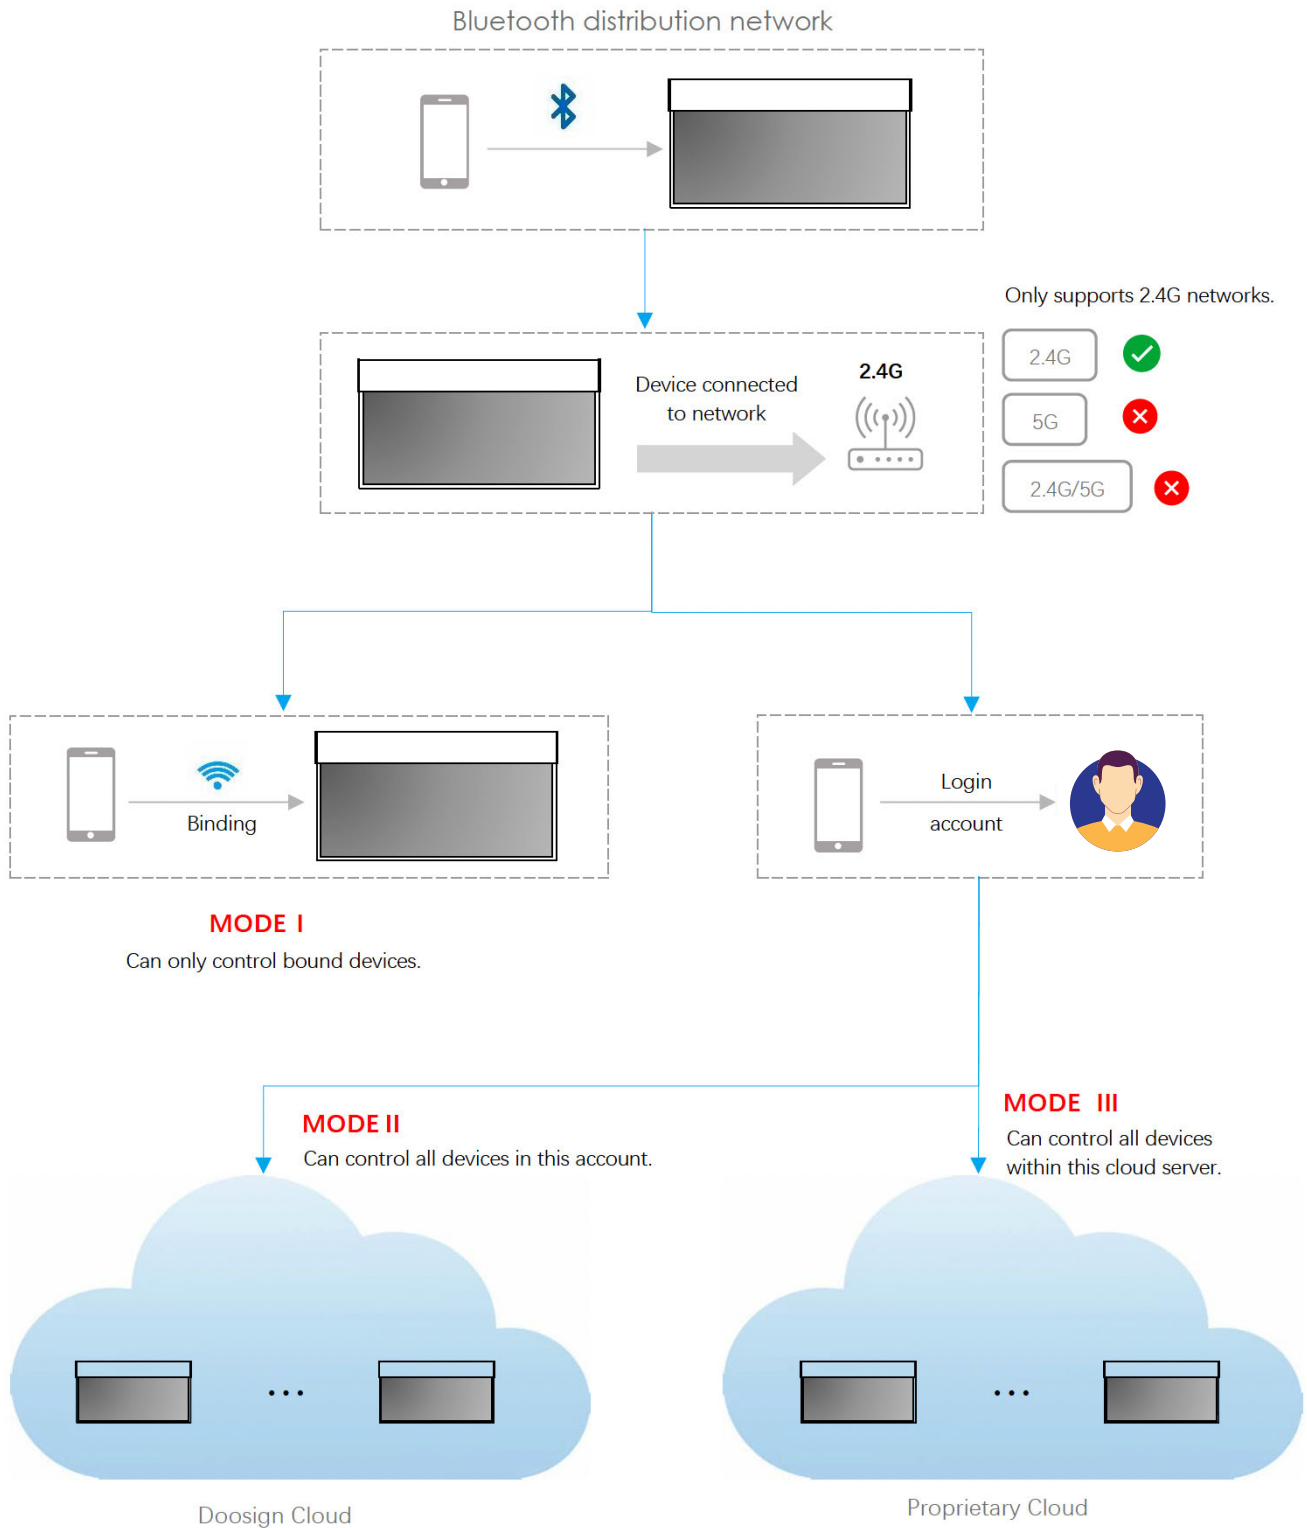 Bluetooth distribution network
Only supports 2.4G networks.
2.4G
5G
2.4G/5G
Device connected
to network
2.4G
Binding
Login
account
MODE I
Can only control bound devices.
MODE II
Can control all devices in this account.
MODE III
Can control all devices
within this cloud server.
Doosign Cloud
Proprietary Cloud